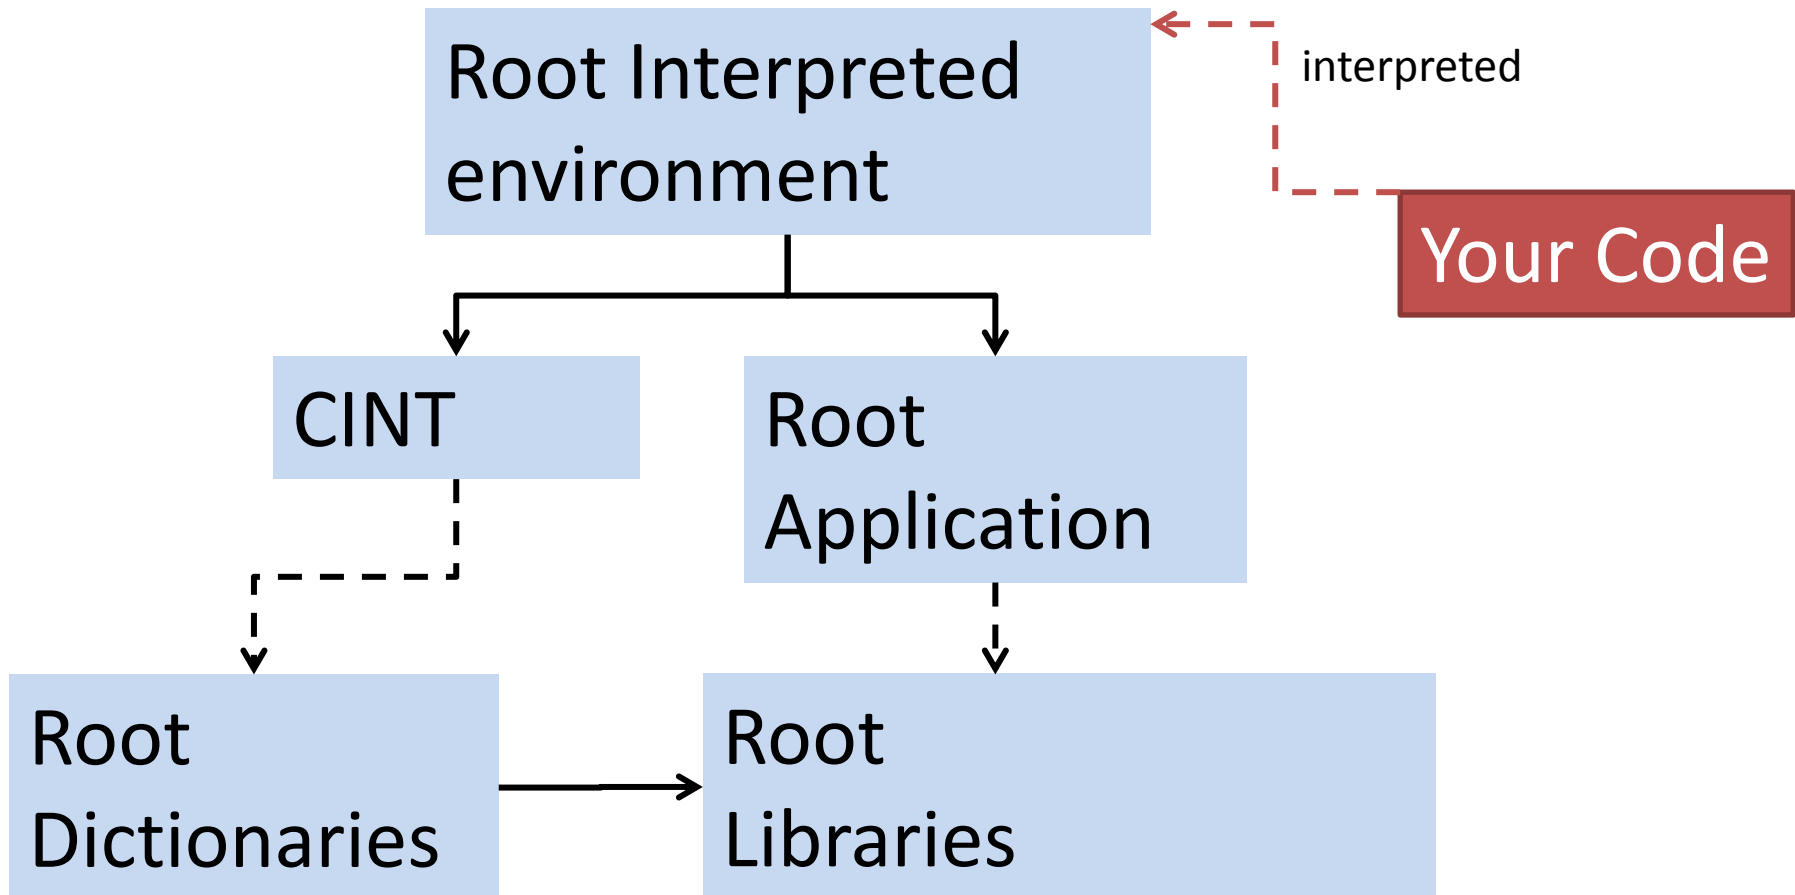 Root Interpreted
environment
interpreted
Your Code
CINT
Root
Application
Root
Dictionaries
Root
Libraries